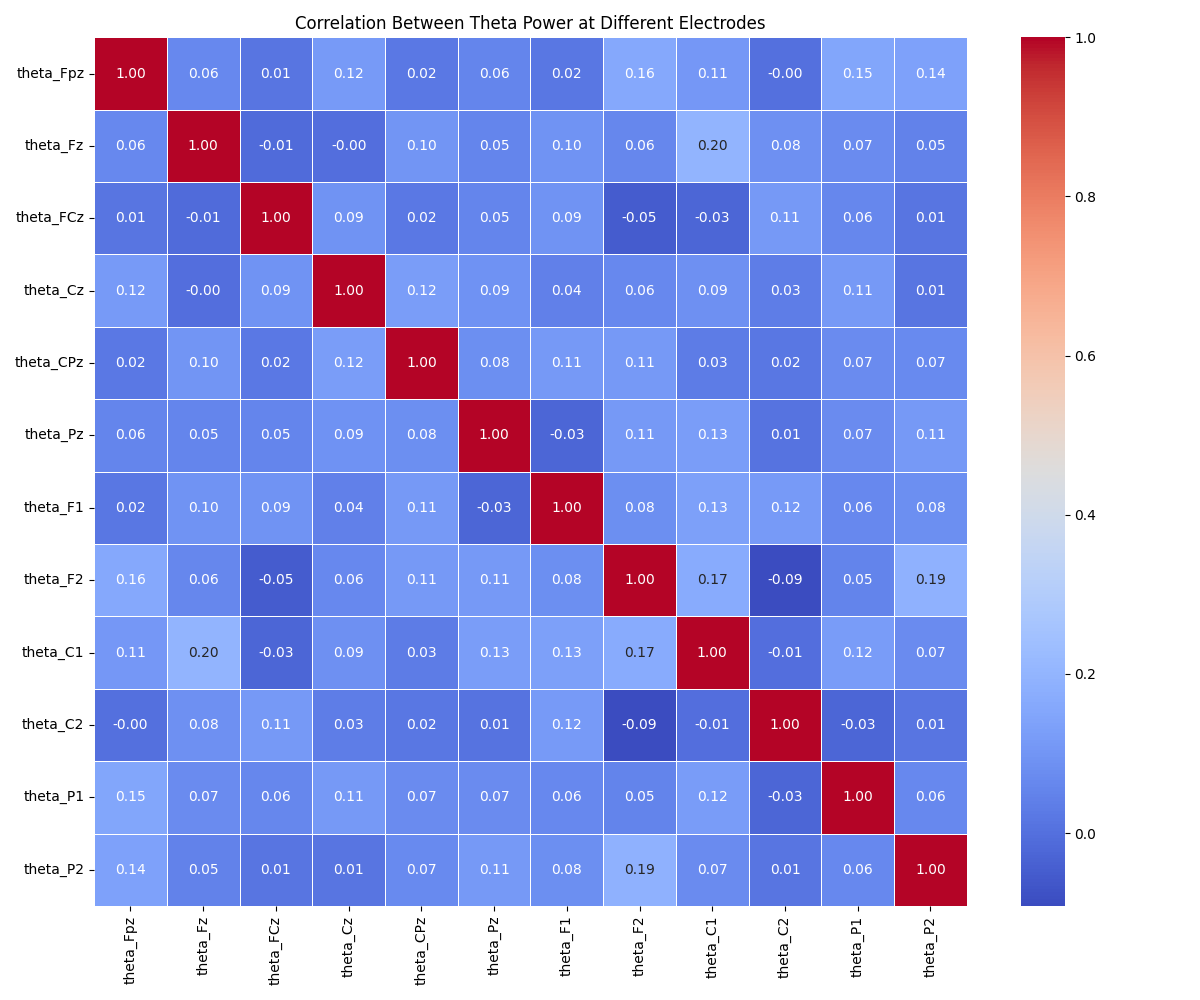 Correlation Between Theta Power at Different Electrodes
theta_Fpz 1.00 0.06 0.01 0.12 0.02 0.06 0.02 0.16 0.11 -0.00 0.15 0.14
theta_Fz 0.06 1.00 -0.01 -0.00 0.10 0.05 0.10 0.06 0.20 0.08 0.07 0.05
theta_FCz 0.01 -0.01 1.00 0.09 0.02 0.05 0.09 -0.05 -0.03 0.11 0.06 0.01
theta_Cz 0.12 -0.00 0.09 1.00 0.12 0.09 0.04 0.06 0.09 0.03 0.11 0.01
theta_CPz 0.02 0.10 0.02 0.12 1.00 0.08 0.11 0.11 0.03 0.02 0.07 0.07
theta_Pz 0.06 0.05 0.05 0.09 0.08 1.00 -0.03 0.11 0.13 0.01 0.07 0.11
theta_F1 0.02 0.10 0.09 0.04 0.11 -0.03 1.00 0.08 0.13 0.12 0.06 0.08
theta_F2 0.16 0.06 -0.05 0.06 0.11 0.11 0.08 1.00 0.17 -0.09 0.05 0.19
theta_C1 0.11 0.20 -0.03 0.09 0.03 0.13 0.13 0.17 1.00 -0.01 0.12 0.07
theta_C2 -0.00 0.08 0.11 0.03 0.02 0.01 0.12 -0.09 -0.01 1.00 -0.03 0.01
theta_P1 0.15 0.07 0.06 0.11 0.07 0.07 0.06 0.05 0.12 -0.03 1.00 0.06
theta_P2 0.14 0.05 0.01 0.01 0.07 0.11 0.08 0.19 0.07 0.01 0.06 1.00
theta_Fpz theta_Fz theta_FCz theta_Cz theta_CPz theta_Pz theta_F1 theta_F2 theta_C1 theta_C2 theta_P1 theta_P2
1.0
0.8
0.6
0.4
0.2
0.0